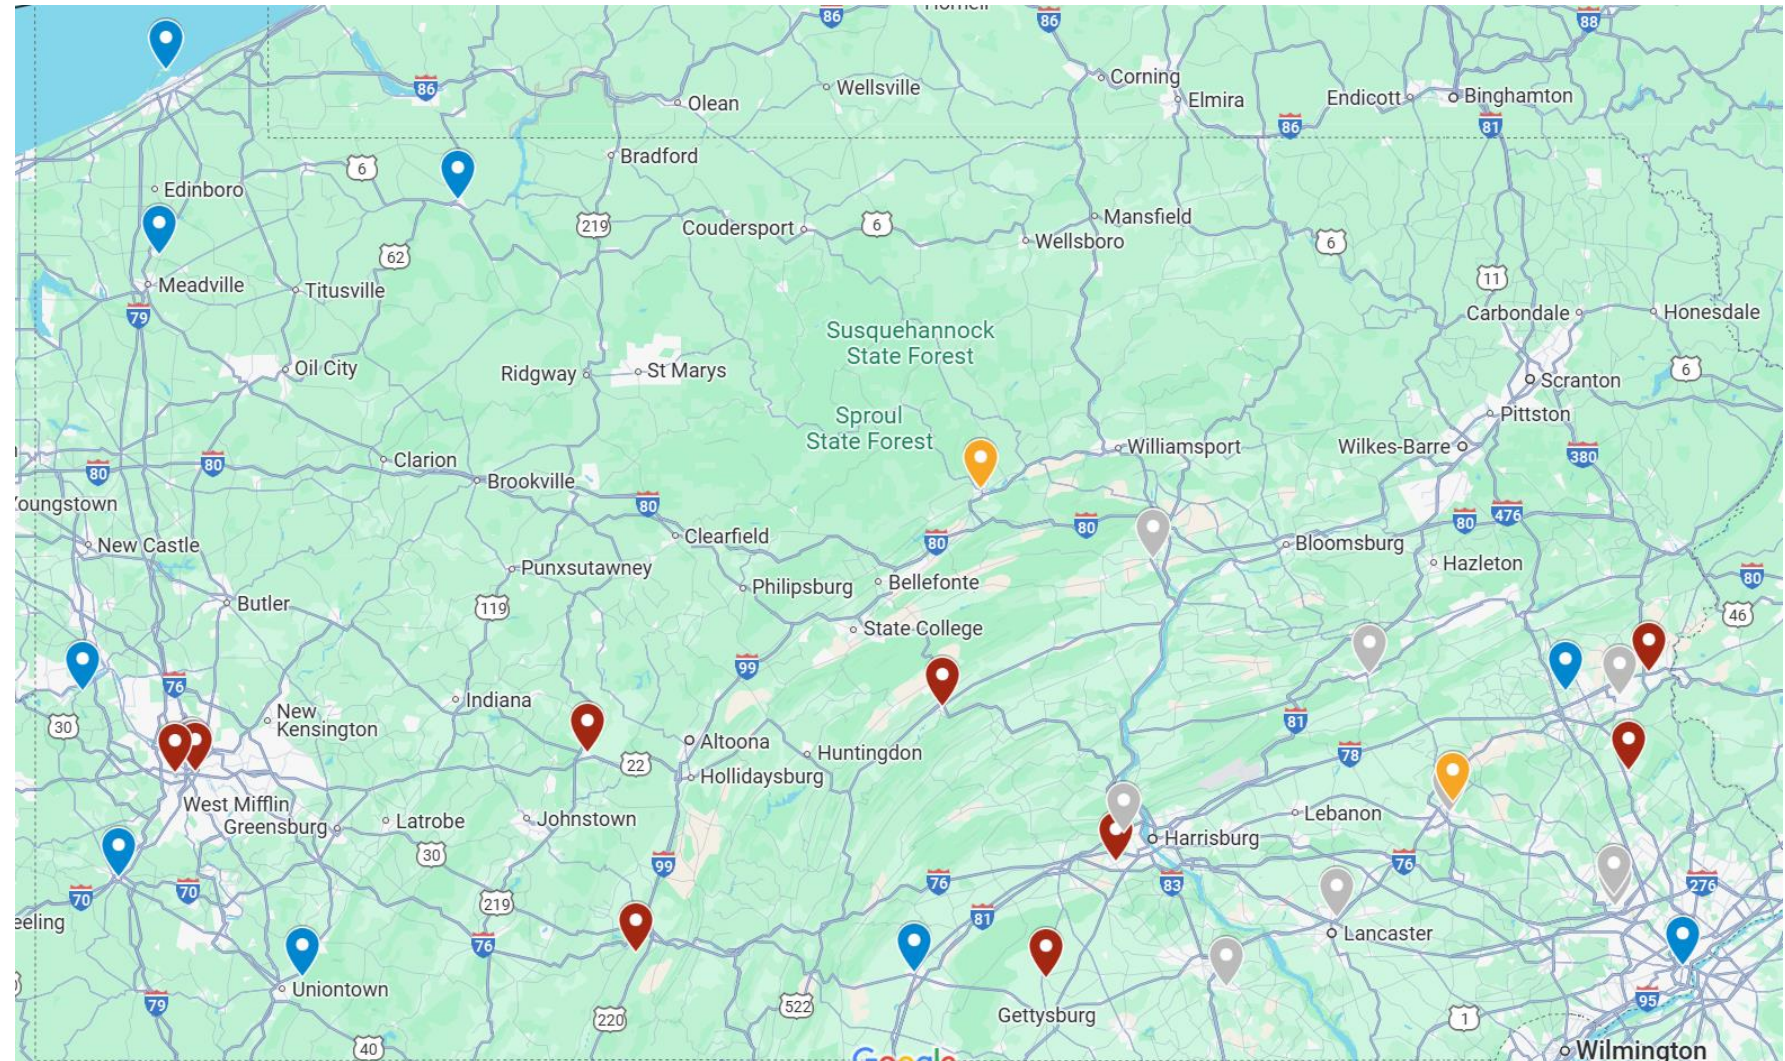 86
86
88
86
Olean
Wellsville
Corning
Elmira
Endicott
Binghamton
86
81
Bradford
6
Edinboro
219
Coudersport
6
Mansfield
Wellsboro
6
62
11
Meadville
Titusville
79
Carbondale
Honesdale
Susquehannock
State Forest
Oil City
Ridgway
St Marys
6
Scranton
Sproul
State Forest
Pittston
Williamsport
Wilkes-Barre
380
Clarion
80
80
Brookville
80
oungstown
80
80
80
476
Clearfield
New Castle
Bloomsburg
Hazleton
Punxsutawney
Philipsburg
Bellefonte
80
119
Butler
46
State College
99
76
Indiana
New
Kensington
30
81
Altoona
Huntingdon
78
22
Hollidaysburg
West Mifflin
Greensburg
Latrobe
Johnstown
Lebanon
Harrisburg
30
99
76
76
83
276
70
70
219
81
eeling
76
Lancaster
Uniontown
79
522
95
Gettysburg
220
1
40
Google
Wilmington